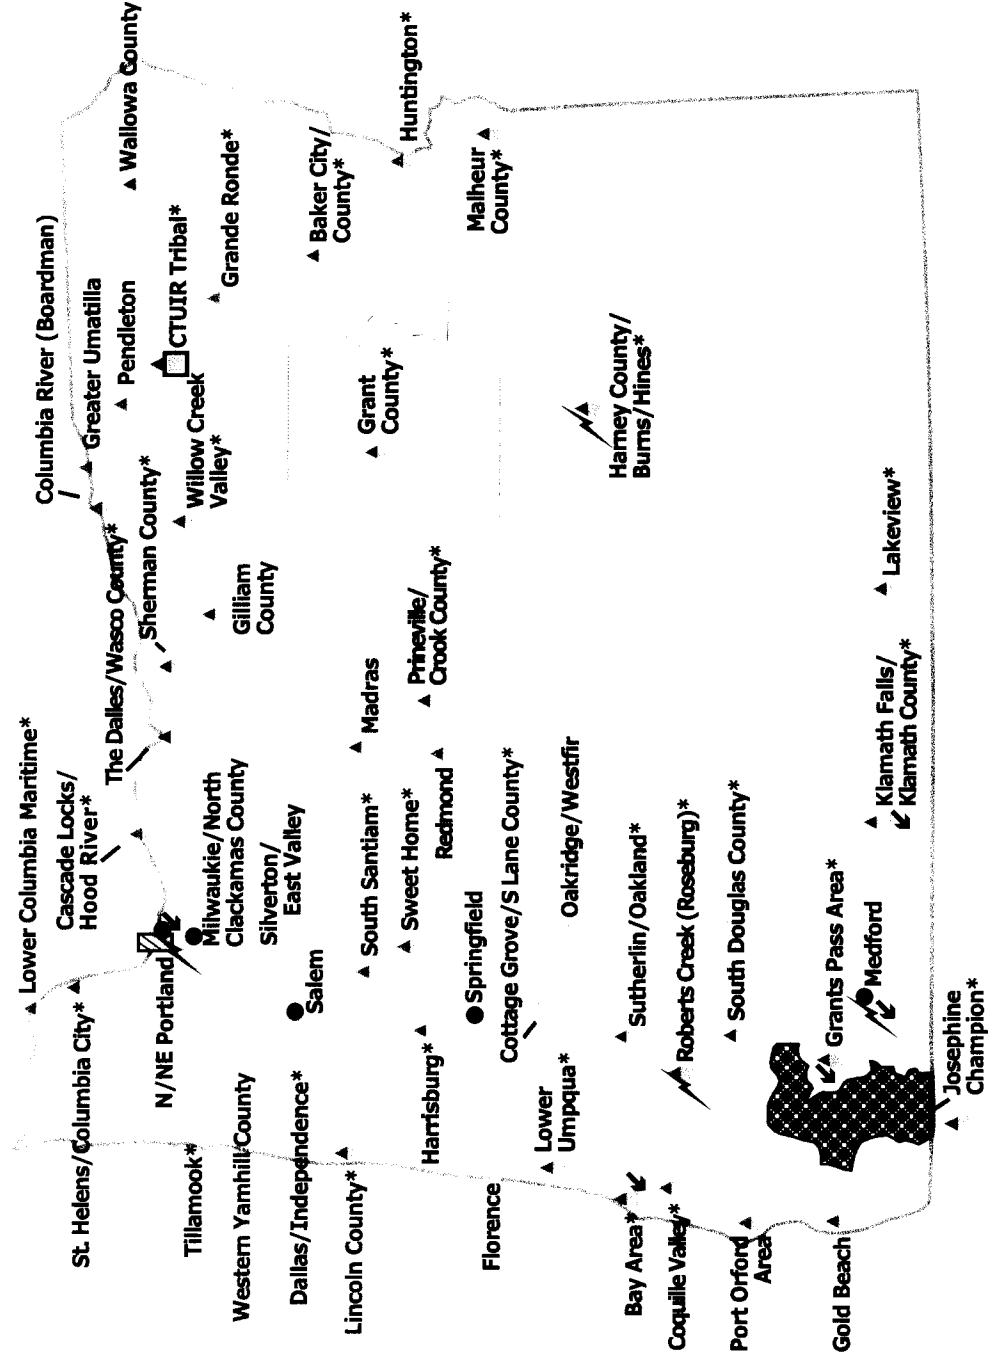 Lower Columbia Maritime*
St. Helens/Columbia City*
Cascade Locks/
Hood River*
The Dalles/Wasco County*
Sherman County*
Columbia River (Boardman)
Greater Umatilla
Pendleton
CTUIR Tribal*
Wallowa County
Grande Ronde*
Willow Creek
Valley*
Gilliam
County
N/NE Portland
Milwaukie/North
Clackamas County
Silverton/
East Valley
Tillamook*
Western Yamhill County
Dallas/Independence*
Salem
Lincoln County*
South Santiam*
Sweet Home*
Madras
Redmond
Prineville/
Crook County*
Grant
County*
Baker City/
County*
Huntington*
Malheur
County*
Harrisburg*
Springfield
Florence
Cottage Grove/S Lane County*
Lower
Umpqua*
Oakridge/Westfir
Harney County/
Burns/Hines*
Sutherlin/Oakland*
Bay Area*
Roberts Creek (Roseburg)*
Coquille Valley*
South Douglas County*
Port Orford
Area
Grants Pass Area*
Medford
Gold Beach
Klamath Falls/
Klamath County*
Lakeview*
Josephine
Champion*